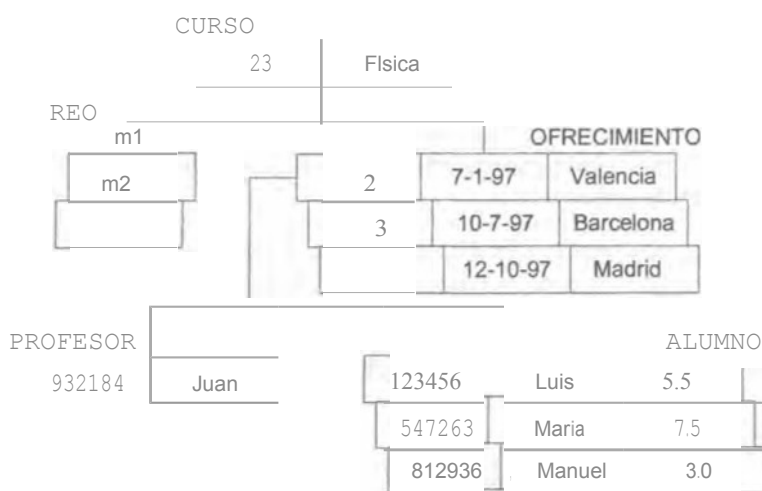 CURSO
23 FIsica
REO
m1 OFRECIMIENTO
m2 2 7-1-97 Valencia
3 10-7-97 Barcelona
12-10-97 Madrid
PROFESOR ALUMNO
932184 Juan 123456 Luis 5.5
547263 Maria 7.5
812936 Manuel 3.0